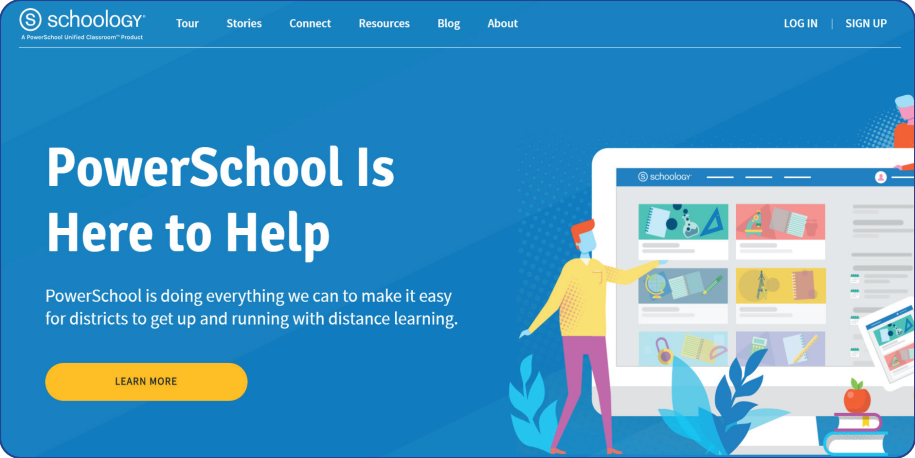 schoology®
A PowerSchool Unified Classroom™ Product
Tour Stories Connect Resources Blog About
LOG IN | SIGN UP
PowerSchool Is
Here to Help
PowerSchool is doing everything we can to make it easy
for districts to get up and running with distance learning.
LEARN MORE
schoology